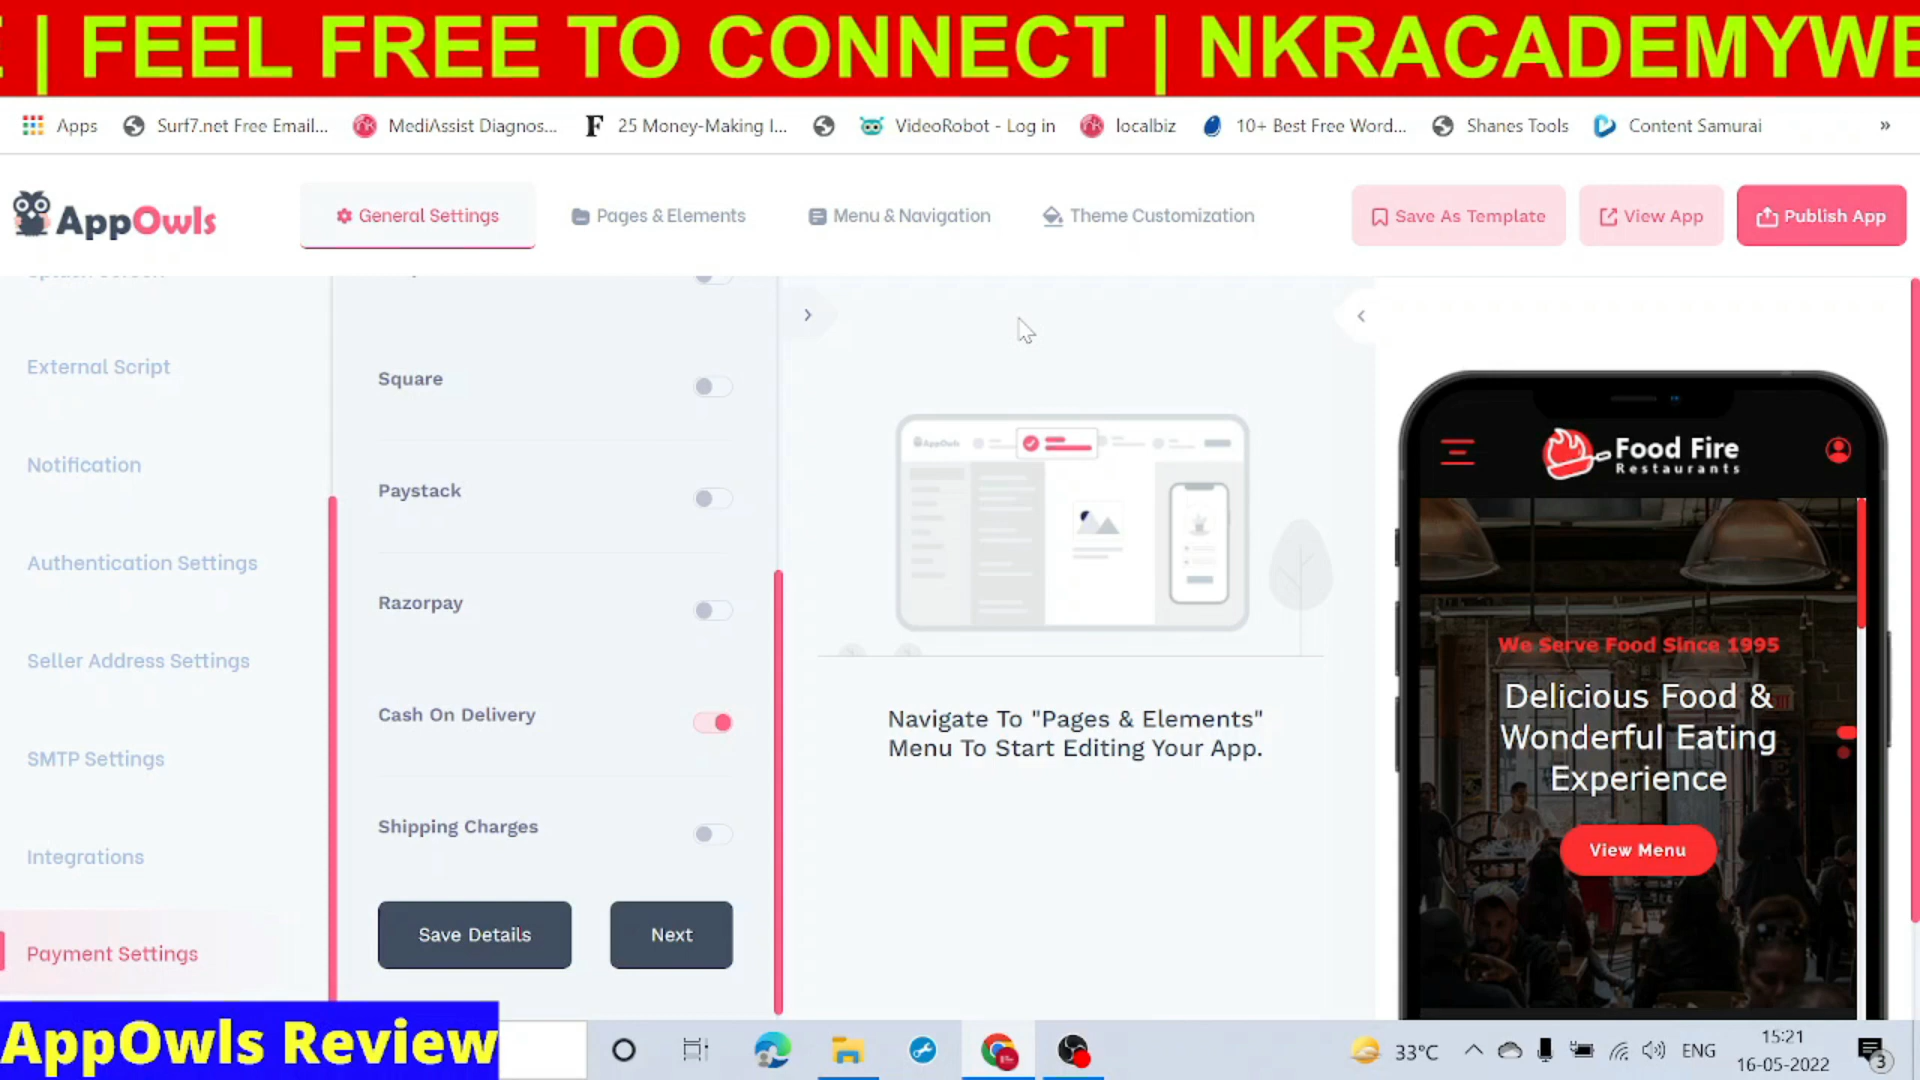 | FEEL FREE TO CONNECT | NKRACADEMYWE
Apps
Surf7.net Free Email...
MediAssist Diagnos...
25 Money-Making I...
VideoRobot - Log in
localbiz
10+ Best Free Word...
Shanes Tools
Content Samurai
»
AppOwls
General Settings
Pages & Elements
Menu & Navigation
Theme Customization
Save As Template
View App
Publish App
External Script
Notification
Authentication Settings
Seller Address Settings
SMTP Settings
Integrations
Payment Settings
Square
Paystack
Razorpay
Cash On Delivery
Shipping Charges
Save Details
Next
AppOwls
Navigate To "Pages & Elements"
Menu To Start Editing Your App.
Food Fire
Restaurants
We Serve Food Since 1995
Delicious Food &
Wonderful Eating
Experience
View Menu
AppOwls Review
33°C
ENG
15:21
16-05-2022
3